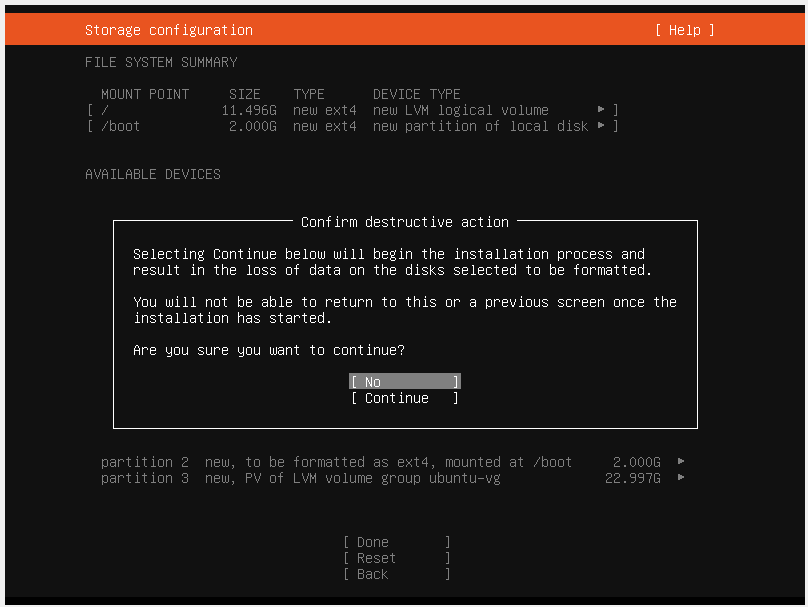 Storage configuration [ Help ]
FILE SYSTEM SUMMARY
MOUNT POINT SIZE TYPE DEVICE TYPE
[ / 11.496G new ext4 new LVM logical volume ▸ ]
[ /boot 2.000G new ext4 new partition of local disk ▸ ]
AVAILABLE DEVICES
Confirm destructive action
Selecting Continue below will begin the installation process and
result in the loss of data on the disks selected to be formatted.
You will not be able to return to this or a previous screen once the
installation has started.
Are you sure you want to continue?
[ No ]
[ Continue ]
partition 2 new, to be formatted as ext4, mounted at /boot 2.000G ▸
partition 3 new, PV of LVM volume group ubuntu-vg 22.997G ▸
[ Done ]
[ Reset ]
[ Back ]